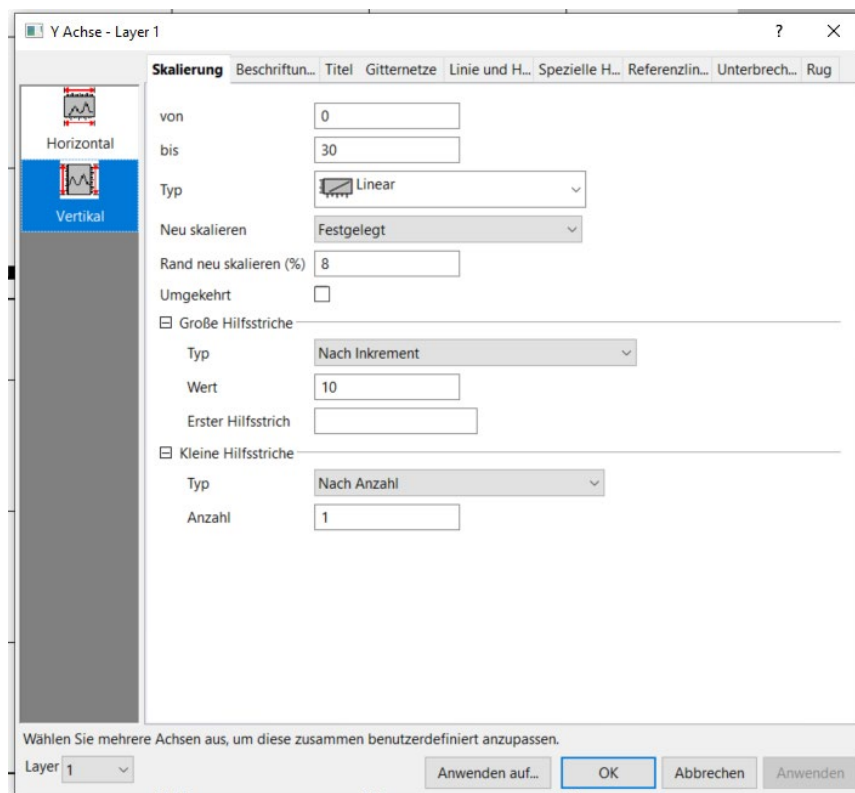 Y Achse - Layer 1
Skalierung Beschriftun... Titel Gitternetze Linie und H... Spezielle H... Referenzlin... Unterbrech... Rug
Horizontal
Vertikal
von 0
bis 30
Typ Linear
Neu skalieren Festgelegt
Rand neu skalieren (%) 8
Umgekehrt
Große Hilfsstriche
Typ Nach Inkrement
Wert 10
Erster Hilfsstrich
Kleine Hilfsstriche
Typ Nach Anzahl
Anzahl 1
Wählen Sie mehrere Achsen aus, um diese zusammen benutzerdefiniert anzupassen.
Layer 1 Anwenden auf... OK Abbrechen Anwenden